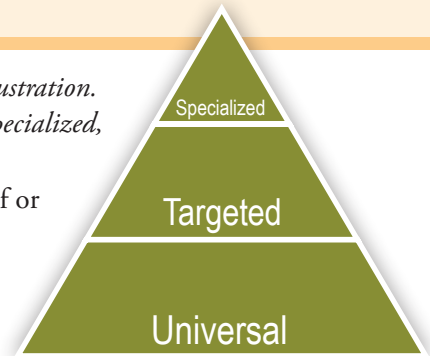 ustration.
pecialized,
f or
Specialized
Targeted
Universal